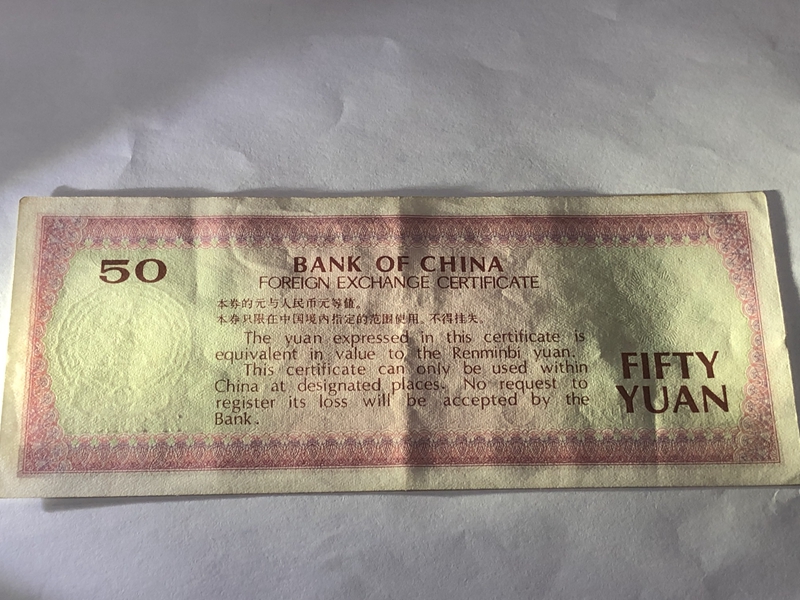 50
BANK OF CHINA
FOREIGN EXCHANGE CERTIFICATE
本券的元与人民币元等值。
本券只限在中国境内指定的范围使用，不得挂失。
The yuan expressed in this certificate is
equivalent in value to the Renminbi yuan.
This certificate can only be used within
China at designated places. No request to
register its loss will be accepted by the
Bank.
FIFTY
YUAN